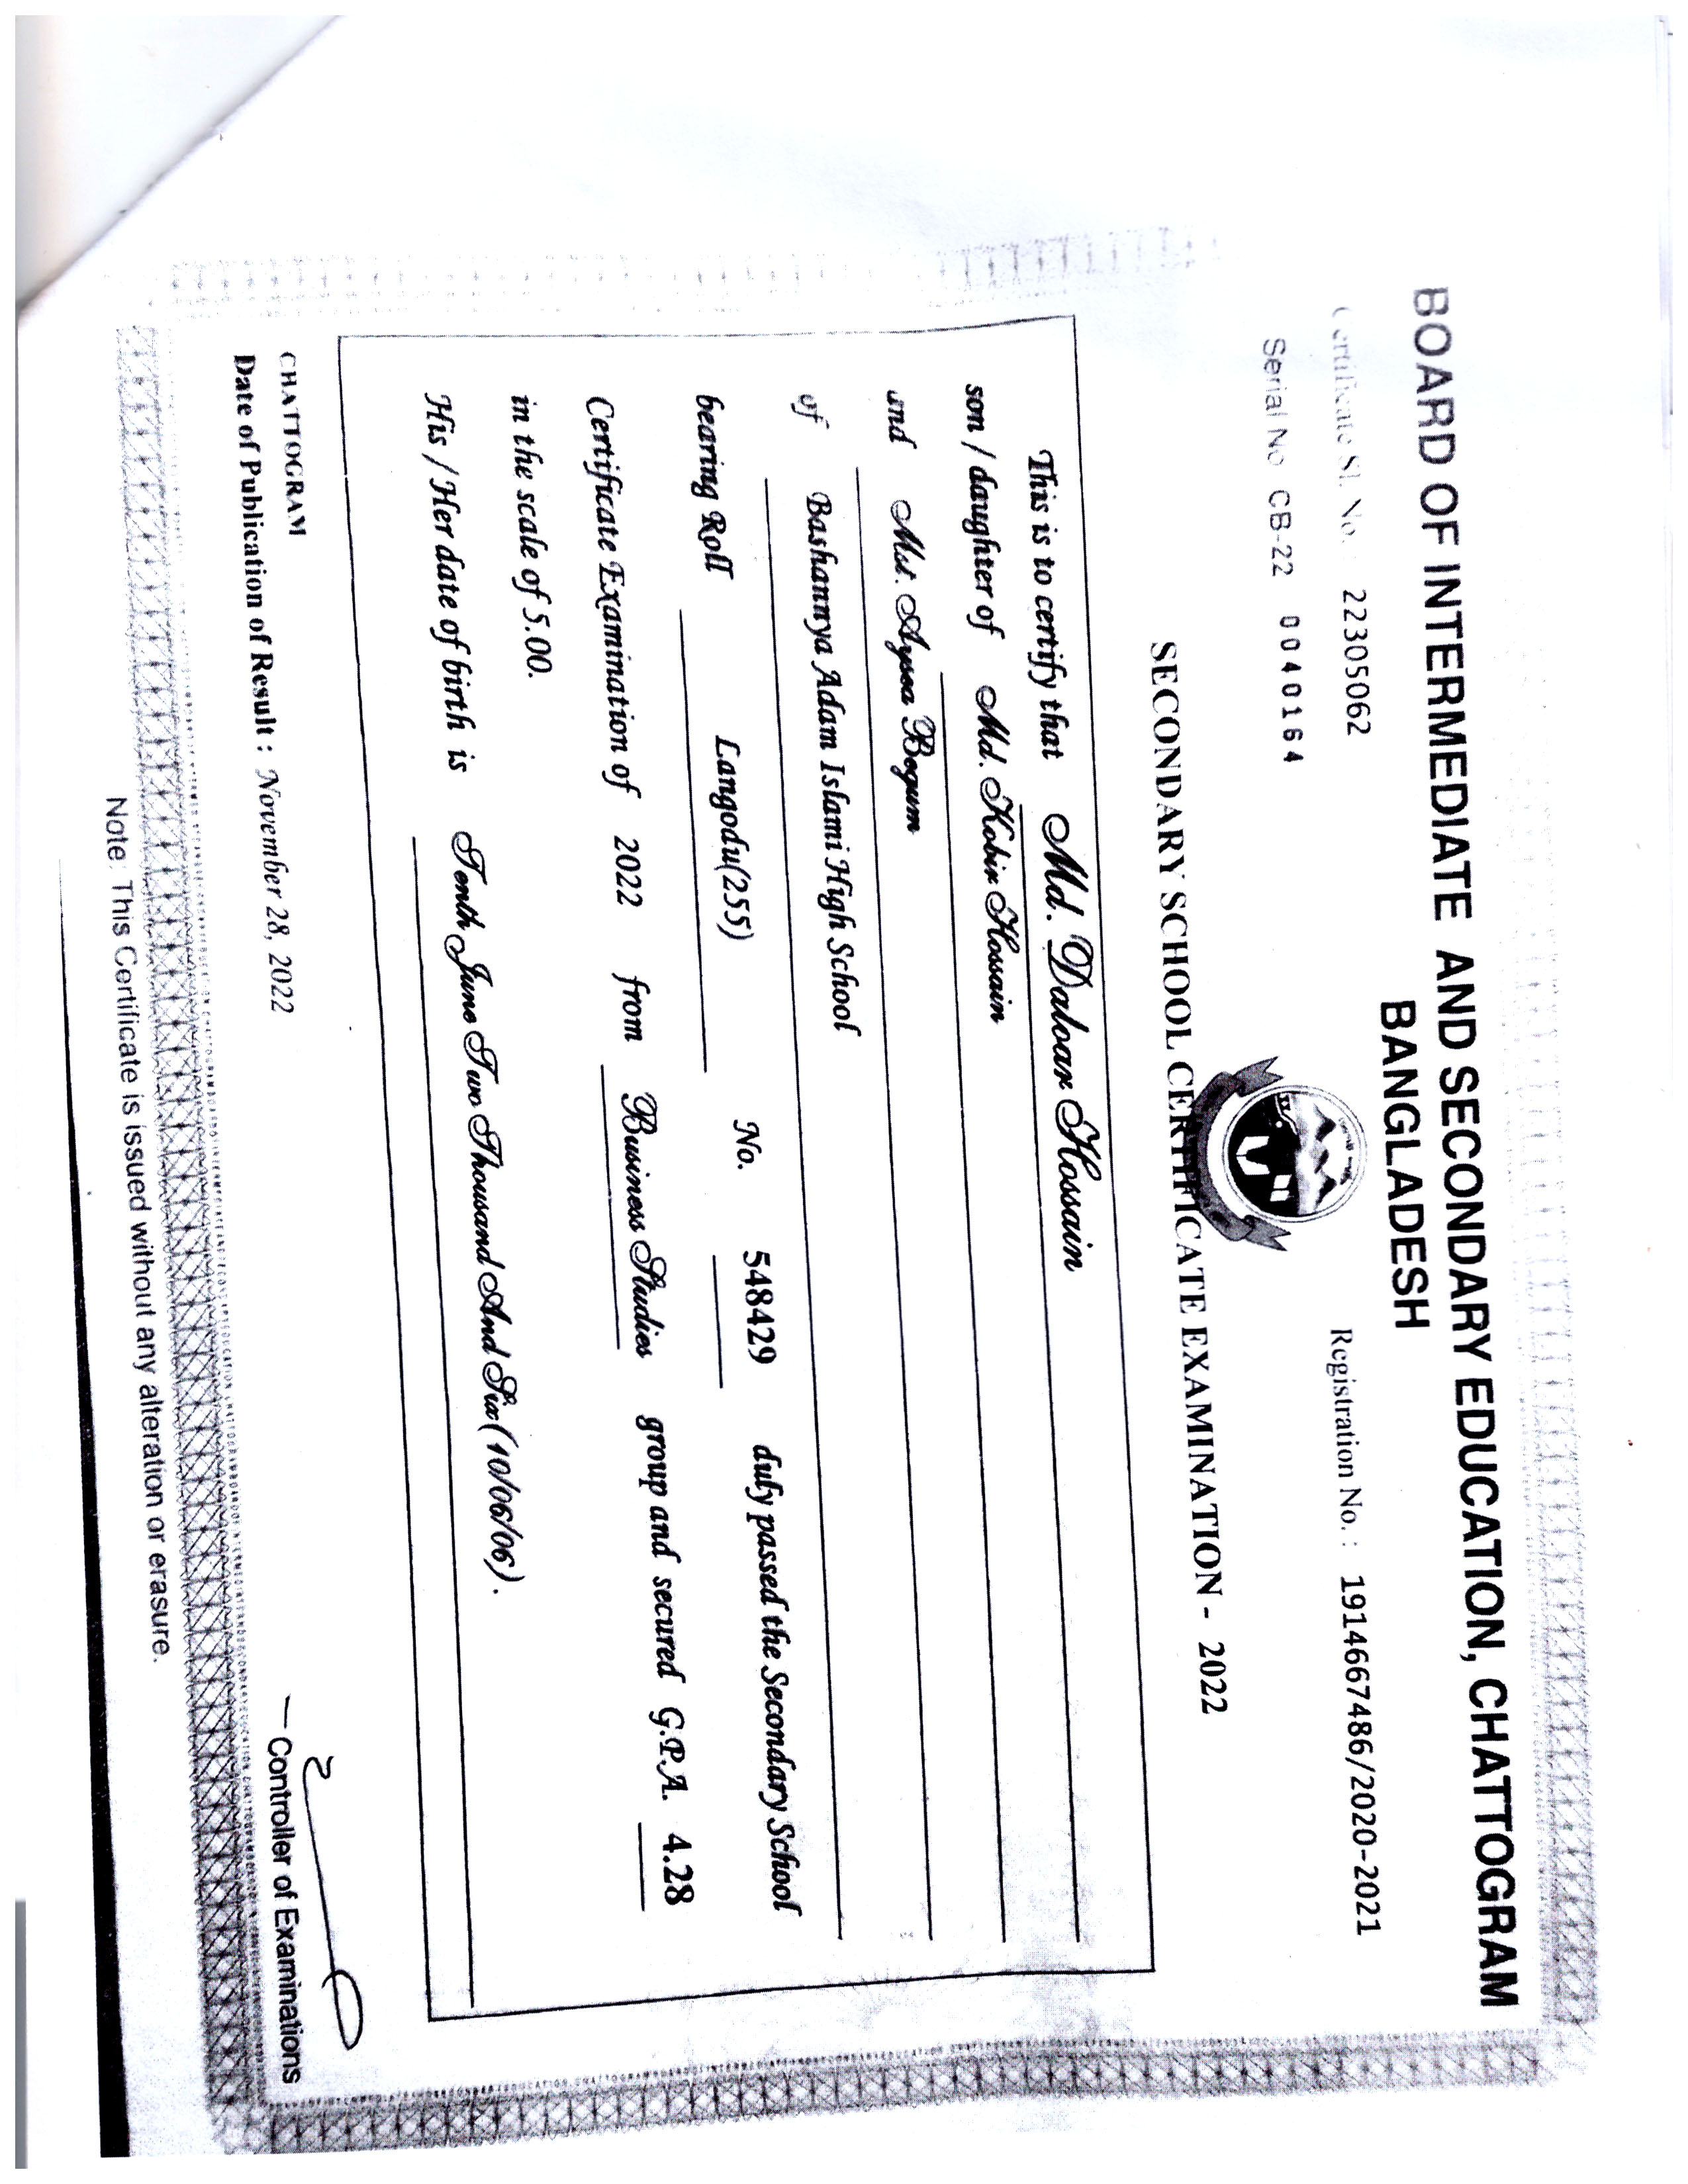 BOARD OF INTERMEDIATE AND SECONDARY EDUCATION, CHATTOGRAM
BANGLADESH
Certificate Sl. No. 22305062
Registration No. : 1914667486/2020-2021
Serial No CB-22 0040164
SECONDARY SCHOOL CERTIFICATE EXAMINATION - 2022
This is to certify that Md. Daloar Hossain
son / daughter of Md. Kobir Hossain
and Mst. Aysea Begum
of Bashannya Adam Islami High School
bearing Roll Langodu(255) No. 548429 duly passed the Secondary School
Certificate Examination of 2022 from Business Studies group and secured G.P.A. 4.28
in the scale of 5.00.
His / Her date of birth is Tenth June Two Thousand And Six (10/06/06).
CHATTOGRAM
Date of Publication of Result : November 28, 2022
Controller of Examinations
Note : This Certificate is issued without any alteration or erasure.